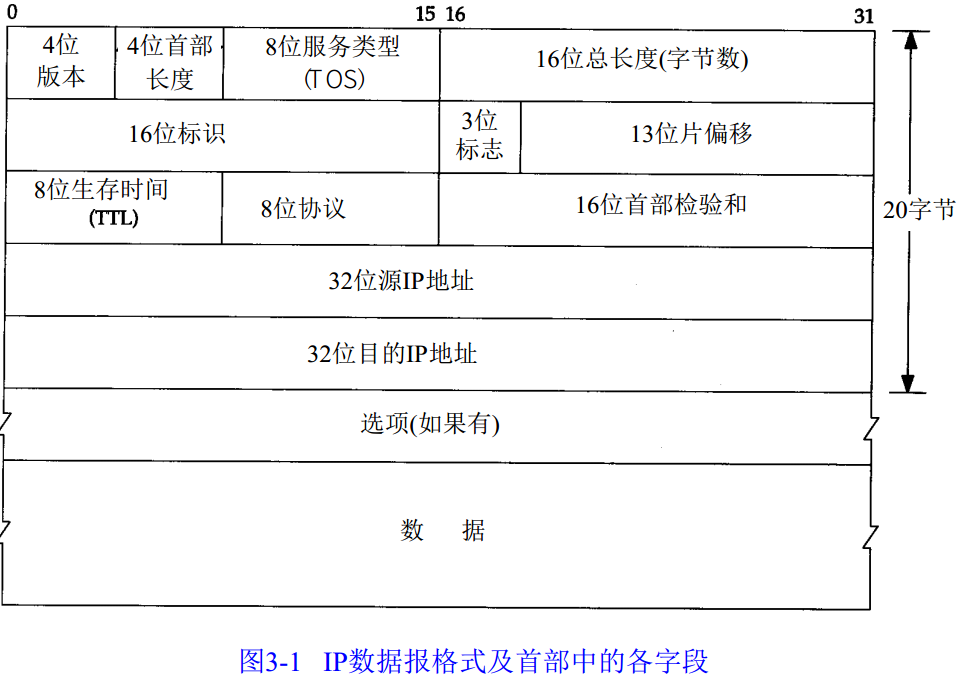 0 15 16 31
4位
版本
4位首部
长度
8位服务类型
(TOS)
16位总长度(字节数)
16位标识
3位
标志
13位片偏移
8位生存时间
(TTL)
8位协议
16位首部检验和
20字节
32位源IP地址
32位目的IP地址
选项(如果有)
数 据
图3-1 IP数据报格式及首部中的各字段